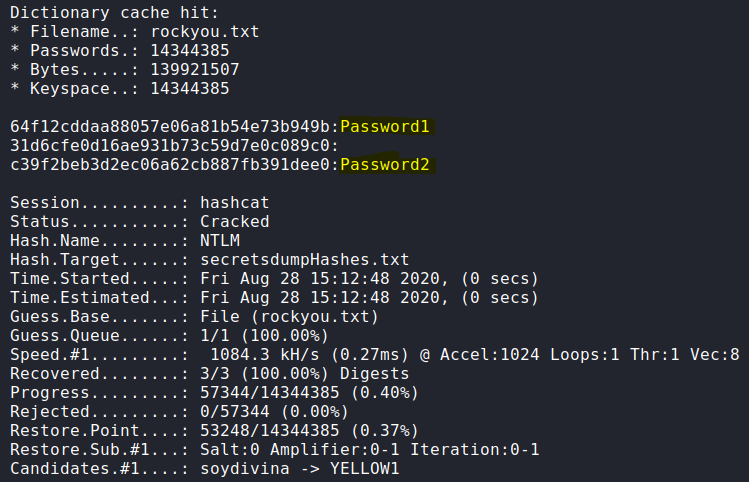 Dictionary cache hit:
* Filename..: rockyou.txt
* Passwords.: 14344385
* Bytes.....: 139921507
* Keyspace..: 14344385
64f12cddaa88057e06a81b54e73b949b:Password1
31d6cfe0d16ae931b73c59d7e0c089c0:
c39f2beb3d2ec06a62cb887fb391dee0:Password2
Session..........: hashcat
Status...........: Cracked
Hash.Name........: NTLM
Hash.Target......: secretsdumpHashes.txt
Time.Started.....: Fri Aug 28 15:12:48 2020, (0 secs)
Time.Estimated...: Fri Aug 28 15:12:48 2020, (0 secs)
Guess.Base.......: File (rockyou.txt)
Guess.Queue......: 1/1 (100.00%)
Speed.#1.........:  1084.3 kH/s (0.27ms) @ Accel:1024 Loops:1 Thr:1 Vec:8
Recovered........: 3/3 (100.00%) Digests
Progress.........: 57344/14344385 (0.40%)
Rejected.........: 0/57344 (0.00%)
Restore.Point....: 53248/14344385 (0.37%)
Restore.Sub.#1...: Salt:0 Amplifier:0-1 Iteration:0-1
Candidates.#1....: soydivina -> YELLOW1